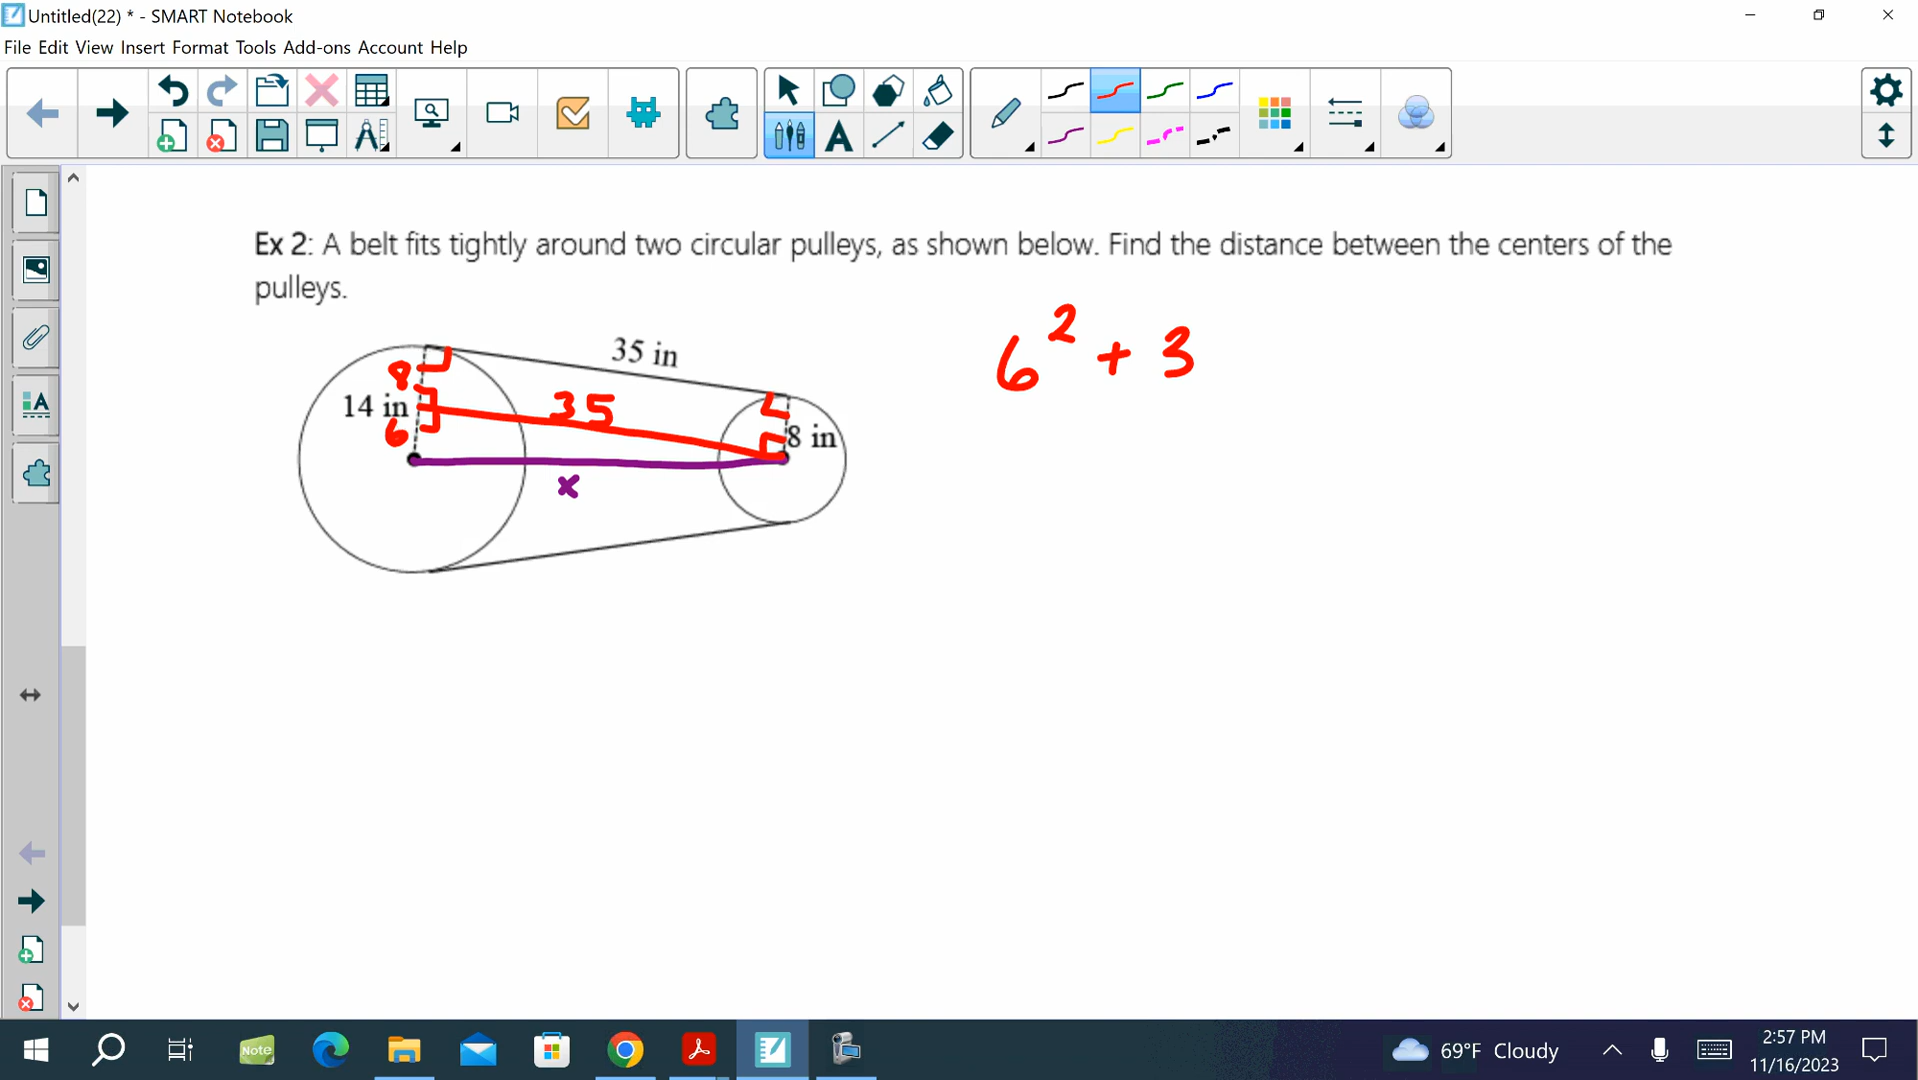 Untitled(22) * - SMART Notebook
File Edit View Insert Format Tools Add-ons Account Help
A
A
Ex 2: A belt fits tightly around two circular pulleys, as shown below. Find the distance between the centers of the
pulleys.
6² + 3
35 in
8
14 in
35
6
8 in
x
Note
69°F Cloudy
2:57 PM
11/16/2023